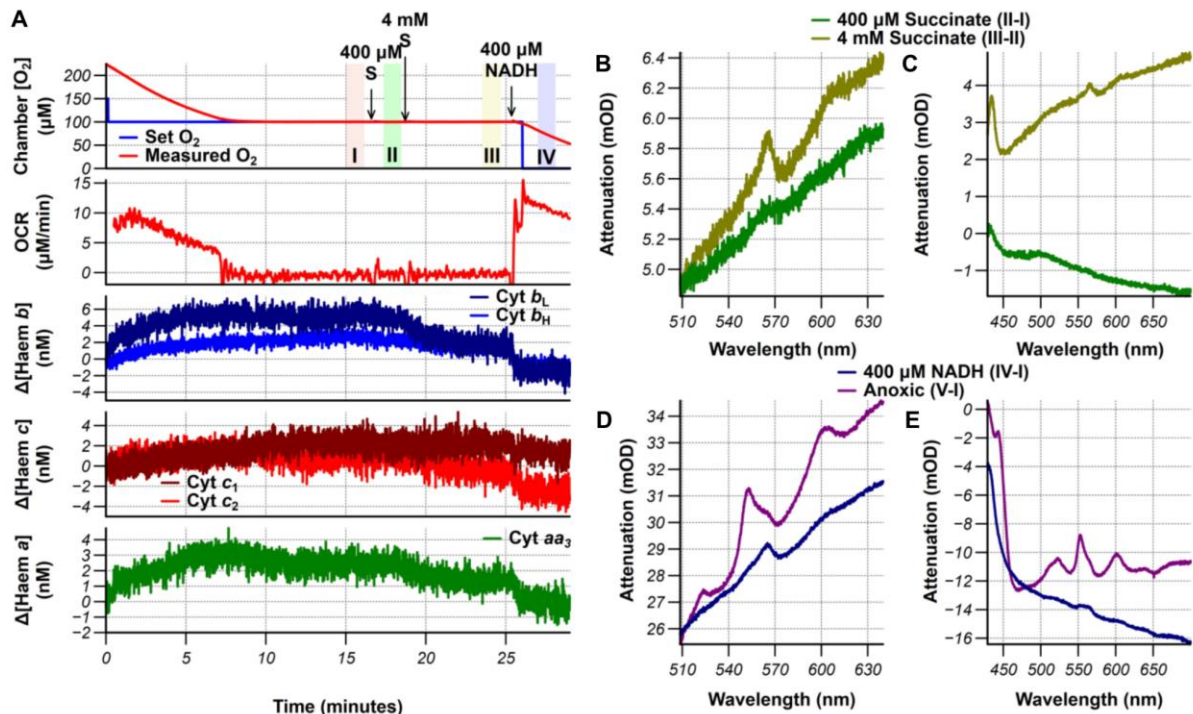 A
4 mM
S
400 µM
S
400 µM
NADH
Chamber [O₂]
(µM)
200
150
100
50
0
Set O₂
Measured O₂
I
II
III
IV
OCR
(µM/min)
15
10
5
0
Δ[Haem b]
(nM)
6
4
2
0
−2
−4
Cyt bL
Cyt bH
Δ[Haem c]
(nM)
4
2
0
−2
−4
Cyt c₁
Cyt c₂
Δ[Haem a]
(nM)
4
3
2
1
0
−1
−2
Cyt aa₃
0
5
10
15
20
25
Time (minutes)
400 µM Succinate (II-I)
4 mM Succinate (III-II)
B
Attenuation (mOD)
6.4
6.2
6.0
5.8
5.6
5.4
5.2
5.0
510
540
570
600
630
Wavelength (nm)
C
Attenuation (mOD)
4
2
0
−1
450
500
550
600
650
Wavelength (nm)
400 µM NADH (IV-I)
Anoxic (V-I)
D
Attenuation (mOD)
34
33
31
30
29
28
26
510
540
570
600
630
Wavelength (nm)
E
Attenuation (mOD)
0
−2
−4
−6
−8
−10
−12
−14
−16
450
500
550
600
650
Wavelength (nm)